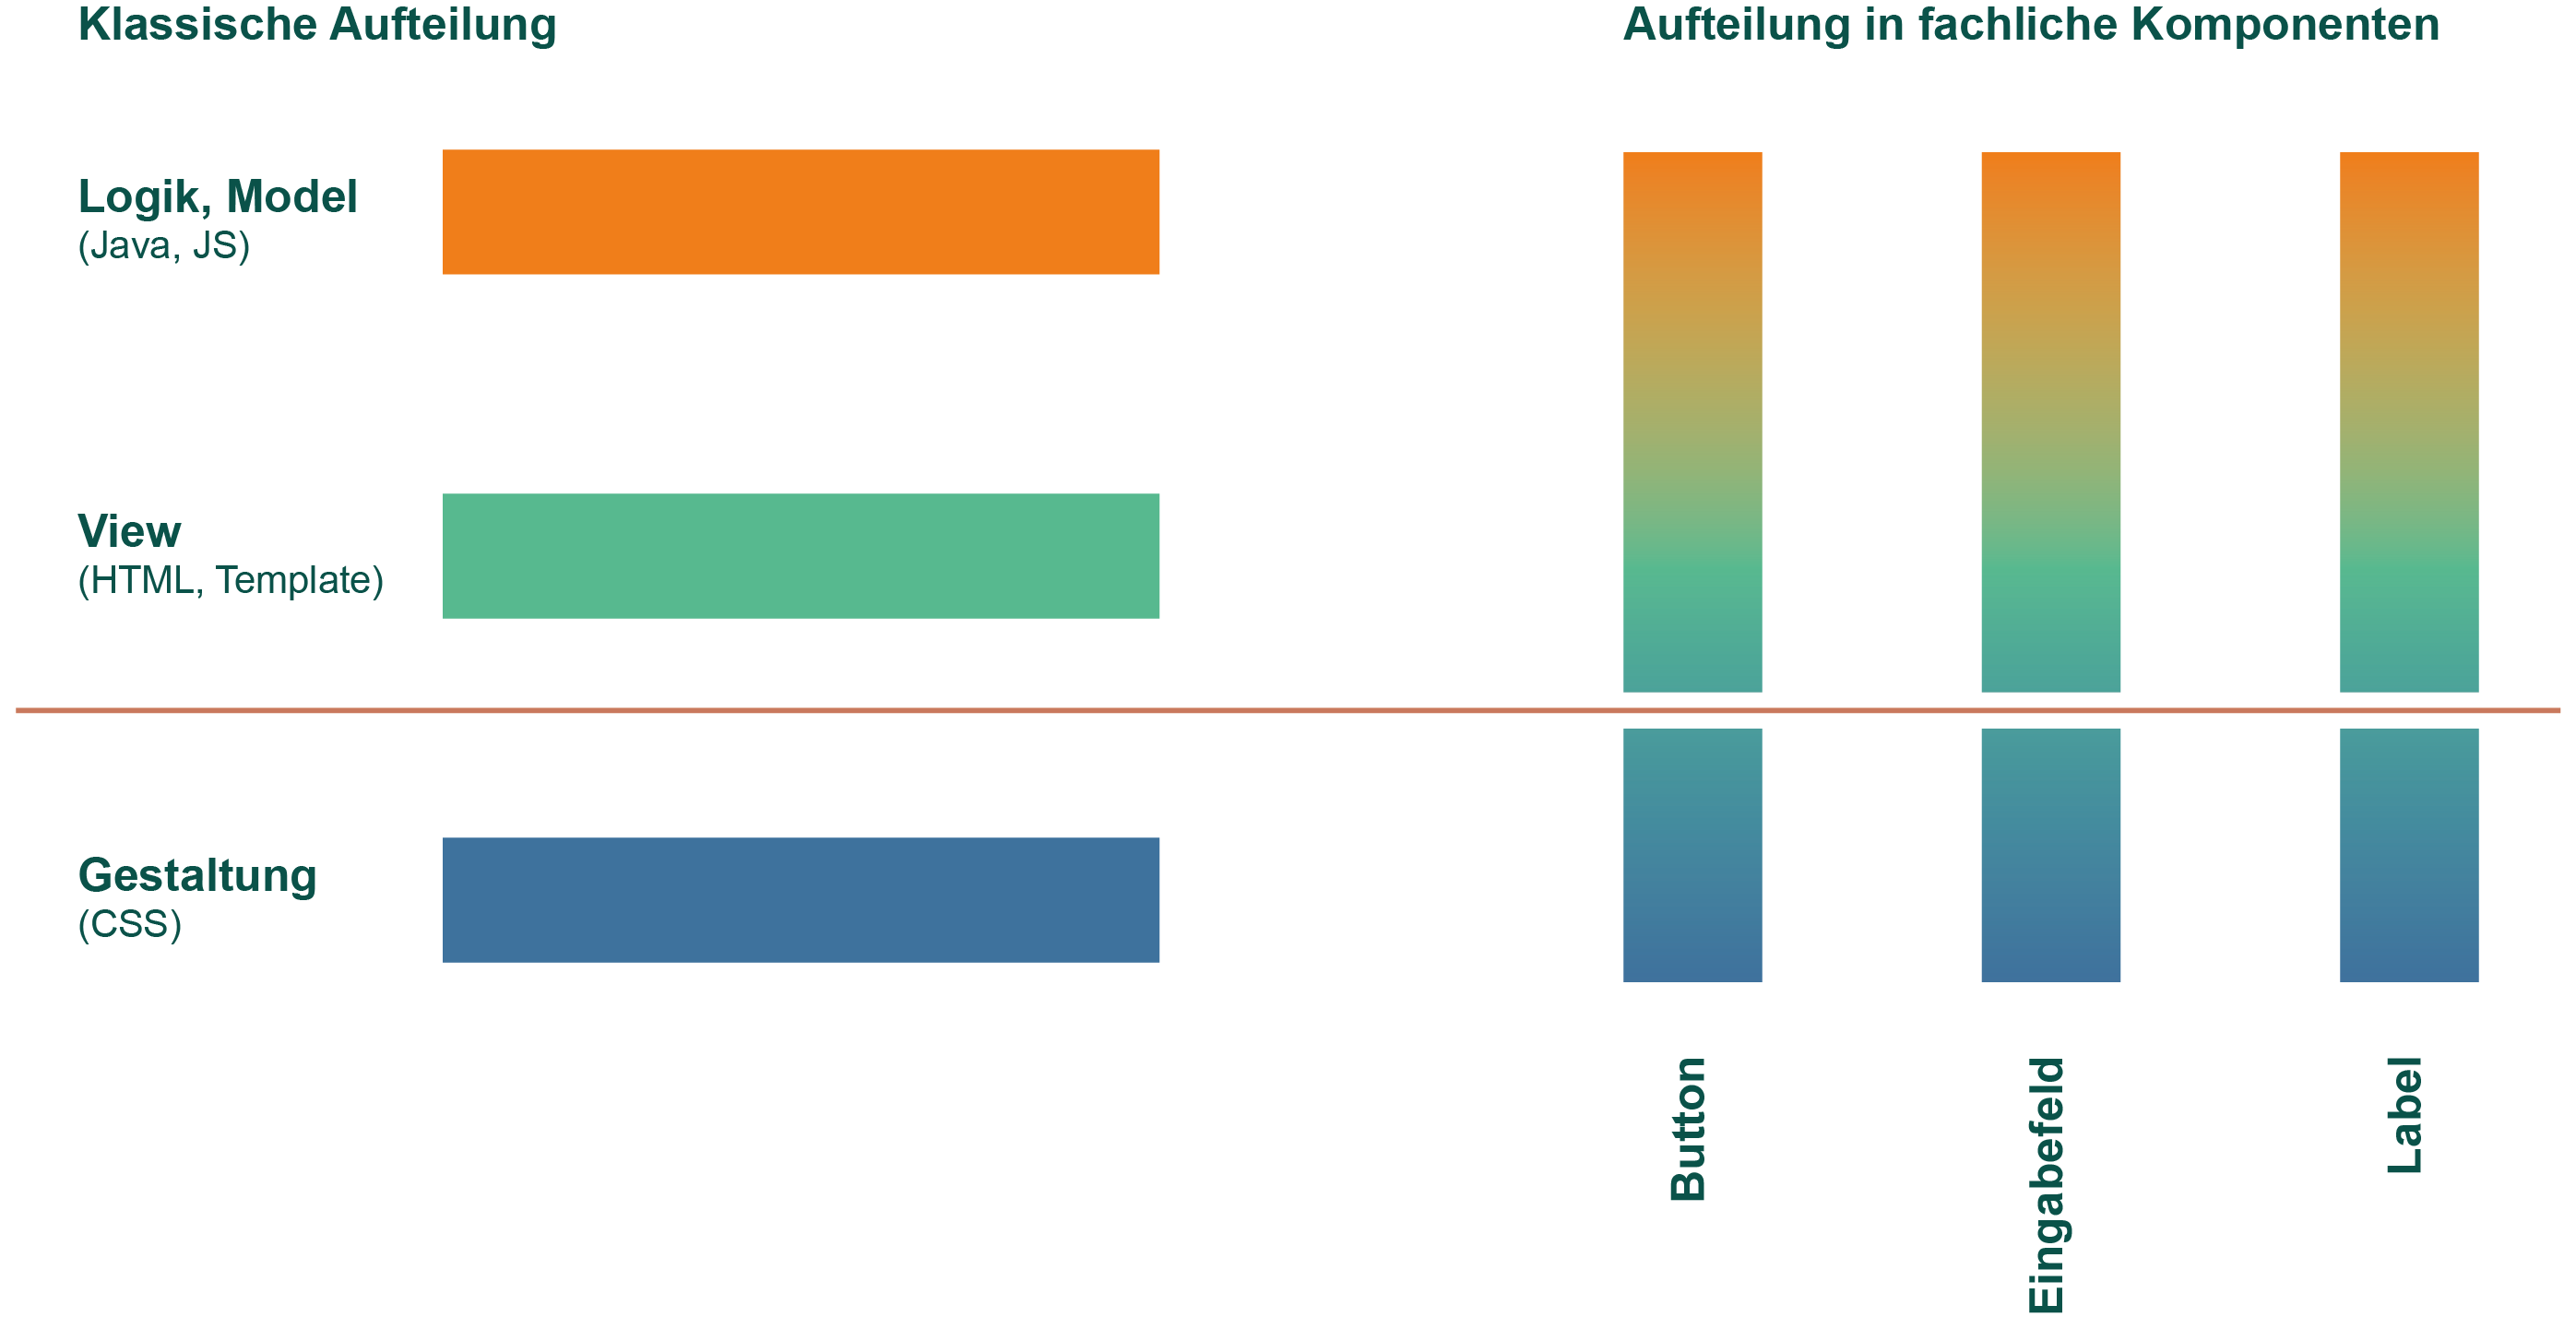 Klassische Aufteilung
Aufteilung in fachliche Komponenten
Logik, Model
(Java, JS)
View
(HTML, Template)
Gestaltung
(CSS)
Button
Eingabefeld
Label